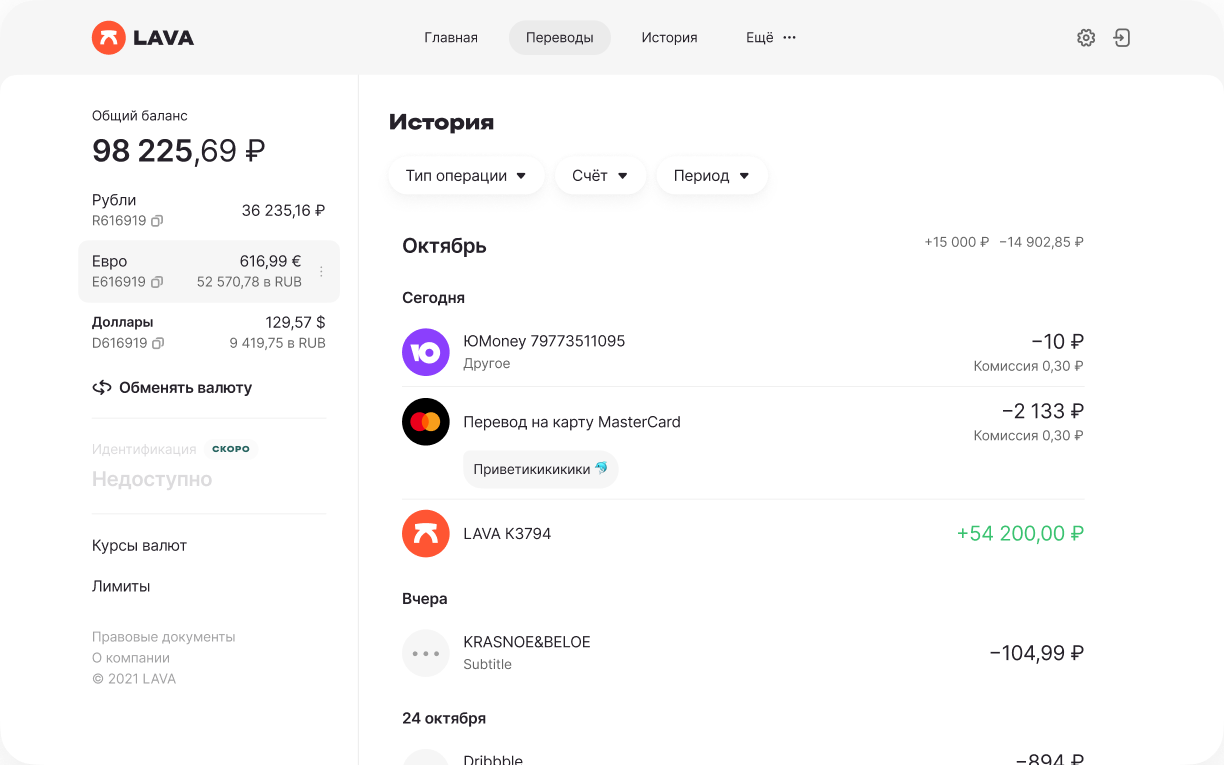 LAVA
Главная
Переводы
История
Ещё
Общий баланс
98 225,69 ₽
Рубли
R616919
36 235,16 ₽
Евро
E616919
616,99 €
52 570,78 в RUB
Доллары
D616919
129,57 $
9 419,75 в RUB
Обменять валюту
Идентификация СКОРО
Недоступно
Курсы валют
Лимиты
Правовые документы
О компании
© 2021 LAVA
История
Тип операции
Счёт
Период
Октябрь
+15 000 ₽ −14 902,85 ₽
Сегодня
ЮMoney 79773511095
Другое
−10 ₽
Комиссия 0,30 ₽
Перевод на карту MasterCard
−2 133 ₽
Комиссия 0,30 ₽
Приветикикикики 🐬
LAVA К3794
+54 200,00 ₽
Вчера
KRASNOE&BELOE
Subtitle
−104,99 ₽
24 октября
Dribbble
−894 ₽